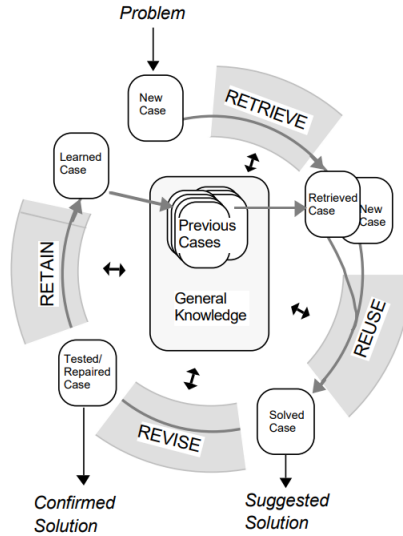 Problem
New
Case
RETRIEVE
Learned
Case
Retrieved
Case
New
Case
Previous
Cases
General
Knowledge
RETAIN
REUSE
Tested/
Repaired
Case
REVISE
Solved
Case
Confirmed
Solution
Suggested
Solution